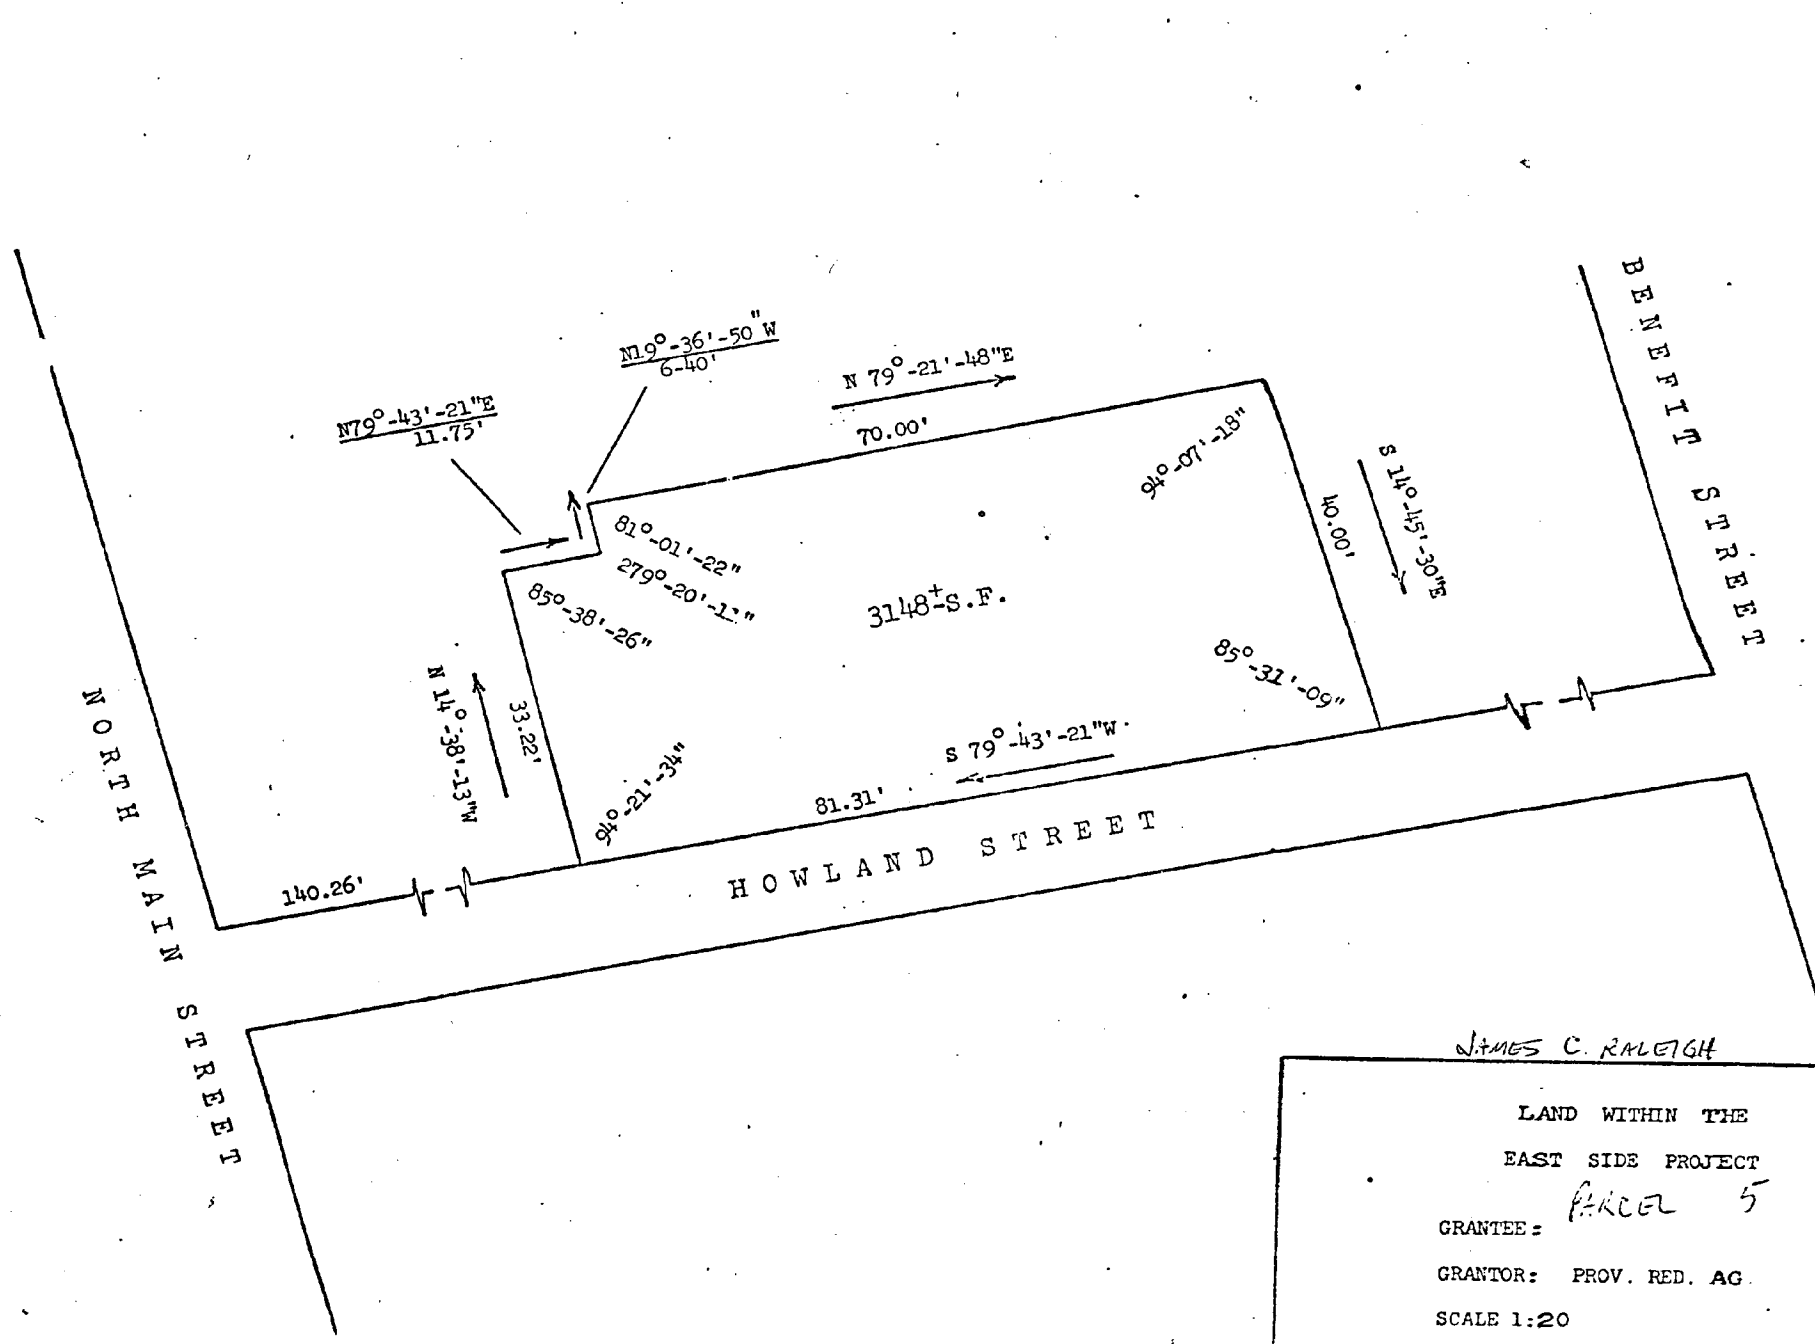 N19°-36'-50"W
6-40'
N 79°-21'-48"E
70.00'
N79°-43'-21"E
11.75'
94°-07'-18"
S 14°-45'-30"E
40.00'
81°-01'-22"
279°-20'-11"
85°-38'-26"
3148±S.F.
85°-31'-09"
N 14°-38'-13"W
33.22'
94°-21'-34"
S 79°-43'-21"W
81.31'
140.26'
HOWLAND STREET
NORTH MAIN STREET
BENEFIT STREET
JAMES C. RALEIGH
LAND WITHIN THE
EAST SIDE PROJECT
PARCEL 5
GRANTEE:
GRANTOR: PROV. RED. AG.
SCALE 1:20